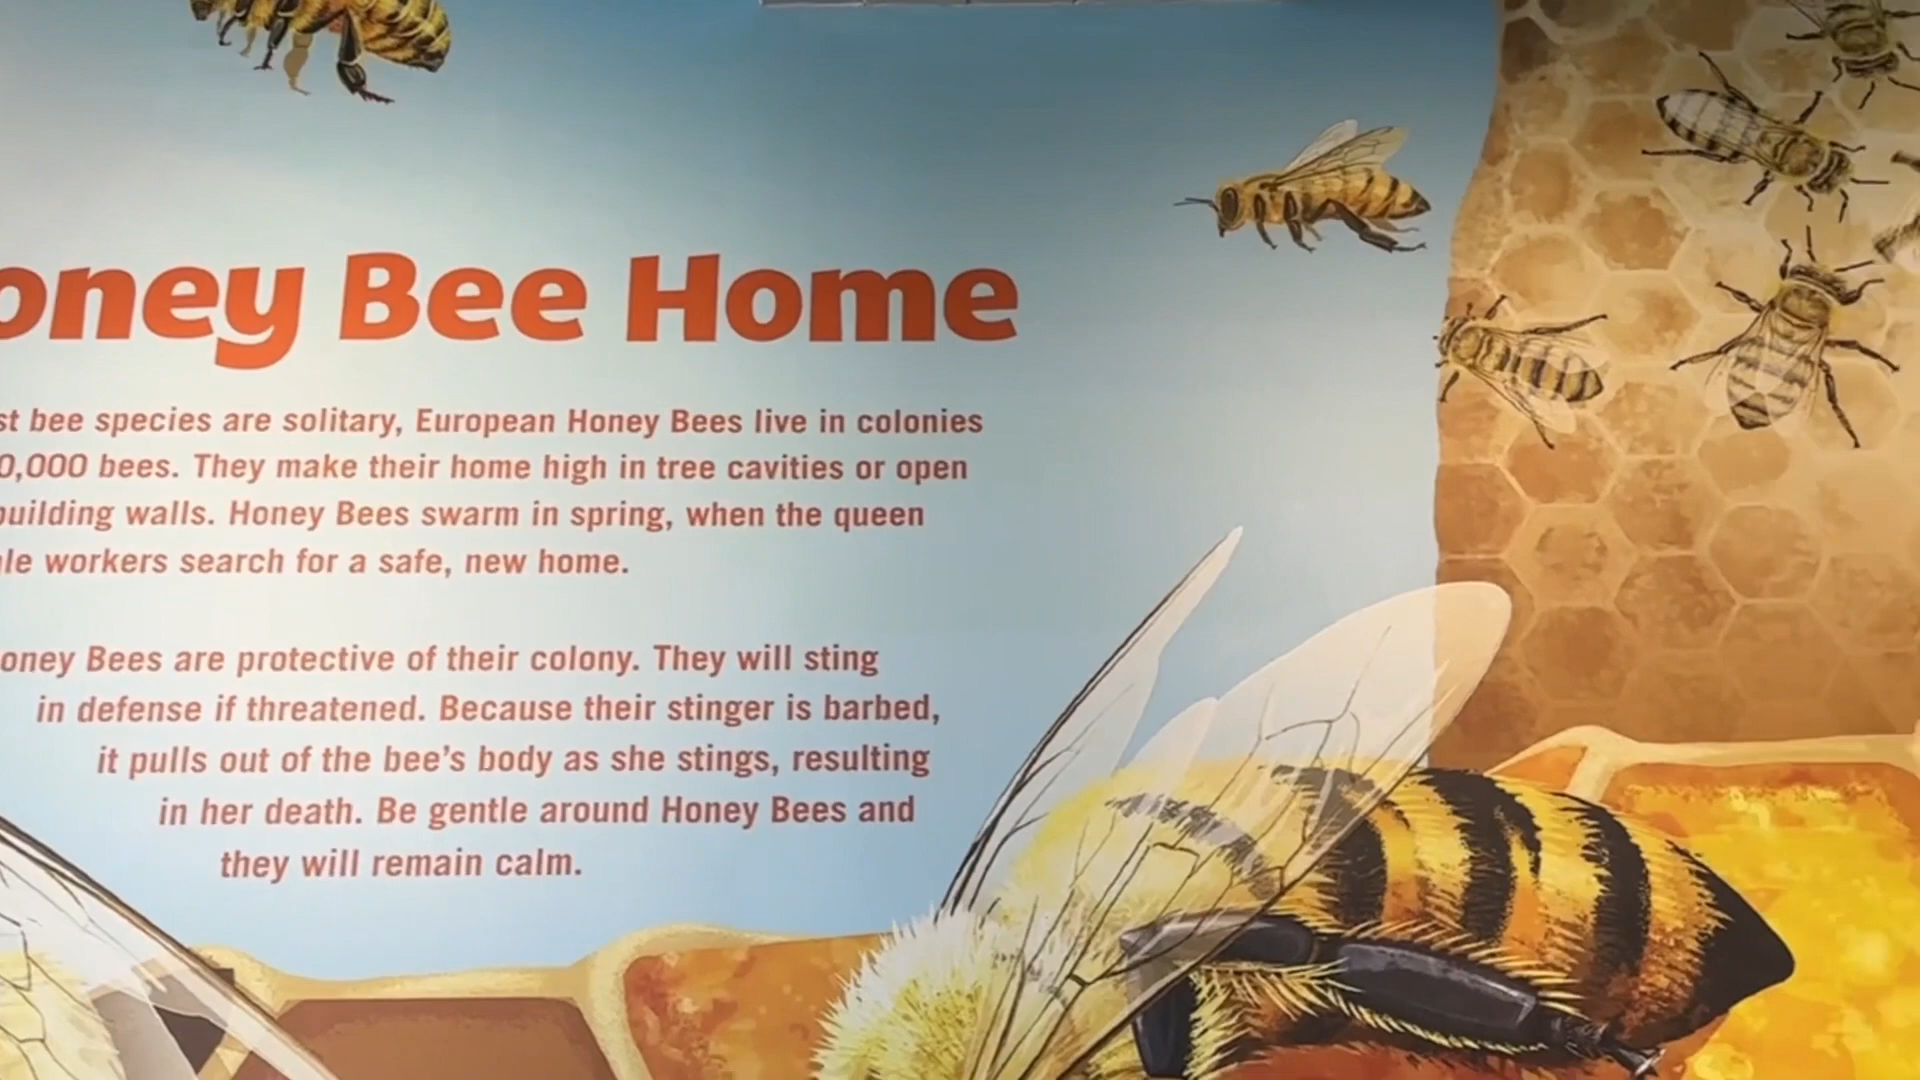 oney Bee Home
st bee species are solitary, European Honey Bees live in colonies
0,000 bees. They make their home high in tree cavities or open
building walls. Honey Bees swarm in spring, when the queen
le workers search for a safe, new home.
oney Bees are protective of their colony. They will sting
in defense if threatened. Because their stinger is barbed,
it pulls out of the bee's body as she stings, resulting
in her death. Be gentle around Honey Bees and
they will remain calm.